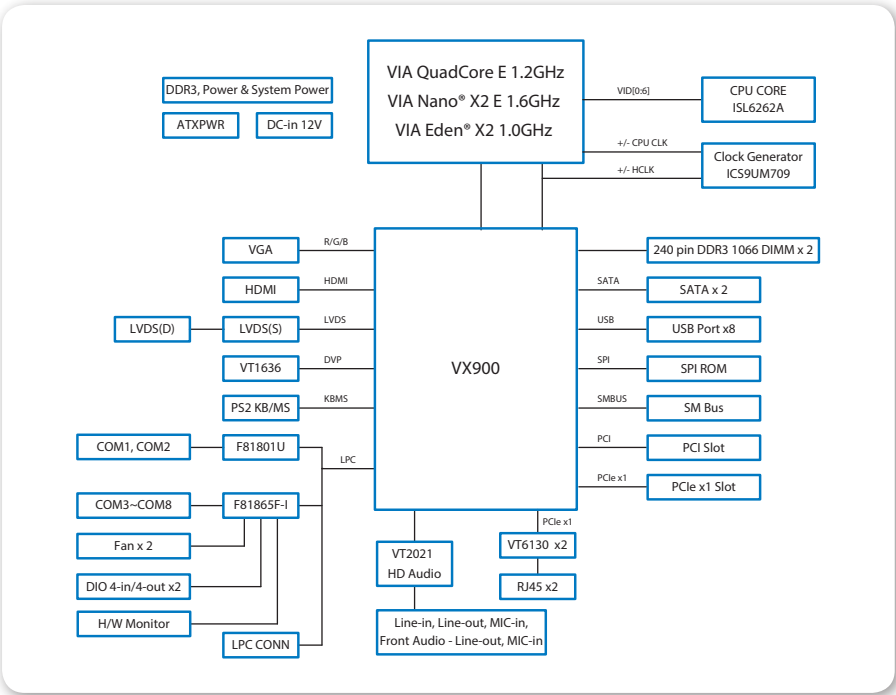 VIA QuadCore E 1.2GHz
VIA Nano® X2 E 1.6GHz
VIA Eden® X2 1.0GHz
DDR3, Power & System Power
ATXPWR
DC-in 12V
VID[0:6]
CPU CORE
ISL6262A
+/- CPU CLK
+/- HCLK
Clock Generator
ICS9UM709
VGA
R/G/B
HDMI
HDMI
LVDS(D)
LVDS(S)
LVDS
VT1636
DVP
PS2 KB/MS
KBMS
COM1, COM2
F81801U
LPC
COM3~COM8
F81865F-I
Fan x 2
DIO 4-in/4-out x2
H/W Monitor
LPC CONN
VX900
240 pin DDR3 1066 DIMM x 2
SATA
SATA x 2
USB
USB Port x8
SPI
SPI ROM
SMBUS
SM Bus
PCI
PCI Slot
PCIe x1
PCIe x1 Slot
PCIe x1
VT2021
HD Audio
VT6130 x2
RJ45 x2
Line-in, Line-out, MIC-in,
Front Audio - Line-out, MIC-in